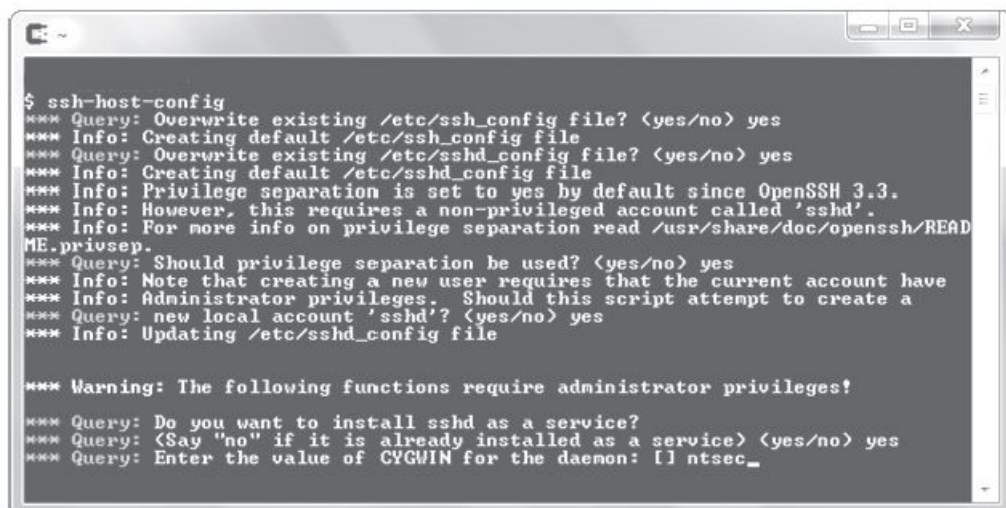 ~
$ ssh-host-config
*** Query: Overwrite existing /etc/ssh_config file? (yes/no) yes
*** Info: Creating default /etc/ssh_config file
*** Query: Overwrite existing /etc/sshd_config file? (yes/no) yes
*** Info: Creating default /etc/sshd_config file
*** Info: Privilege separation is set to yes by default since OpenSSH 3.3.
*** Info: However, this requires a non-privileged account called 'sshd'.
*** Info: For more info on privilege separation read /usr/share/doc/openssh/READ
ME.privsep.
*** Query: Should privilege separation be used? (yes/no) yes
*** Info: Note that creating a new user requires that the current account have
*** Info: Administrator privileges.  Should this script attempt to create a
*** Query: new local account 'sshd'? (yes/no) yes
*** Info: Updating /etc/sshd_config file
*** Warning: The following functions require administrator privileges!
*** Query: Do you want to install sshd as a service?
*** Query: (Say "no" if it is already installed as a service) (yes/no) yes
*** Query: Enter the value of CYGWIN for the daemon: [] ntsec_